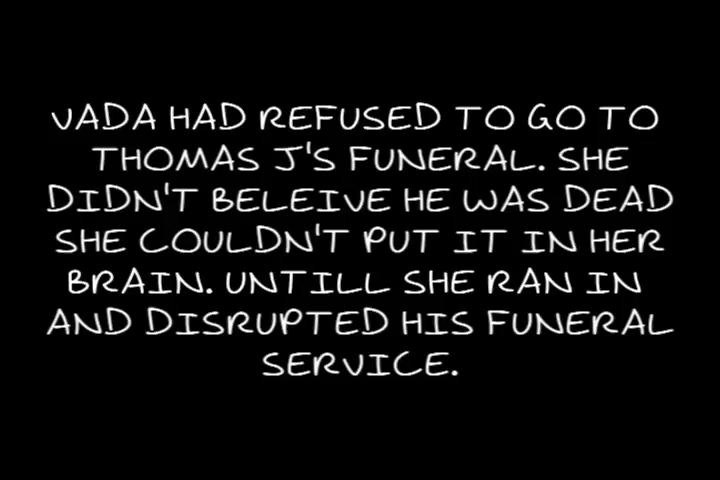 VADA HAD REFUSED TO GO TO
THOMAS J'S FUNERAL. SHE
DIDN'T BELEIVE HE WAS DEAD
SHE COULDN'T PUT IT IN HER
BRAIN. UNTILL SHE RAN IN
AND DISRUPTED HIS FUNERAL
SERVICE.